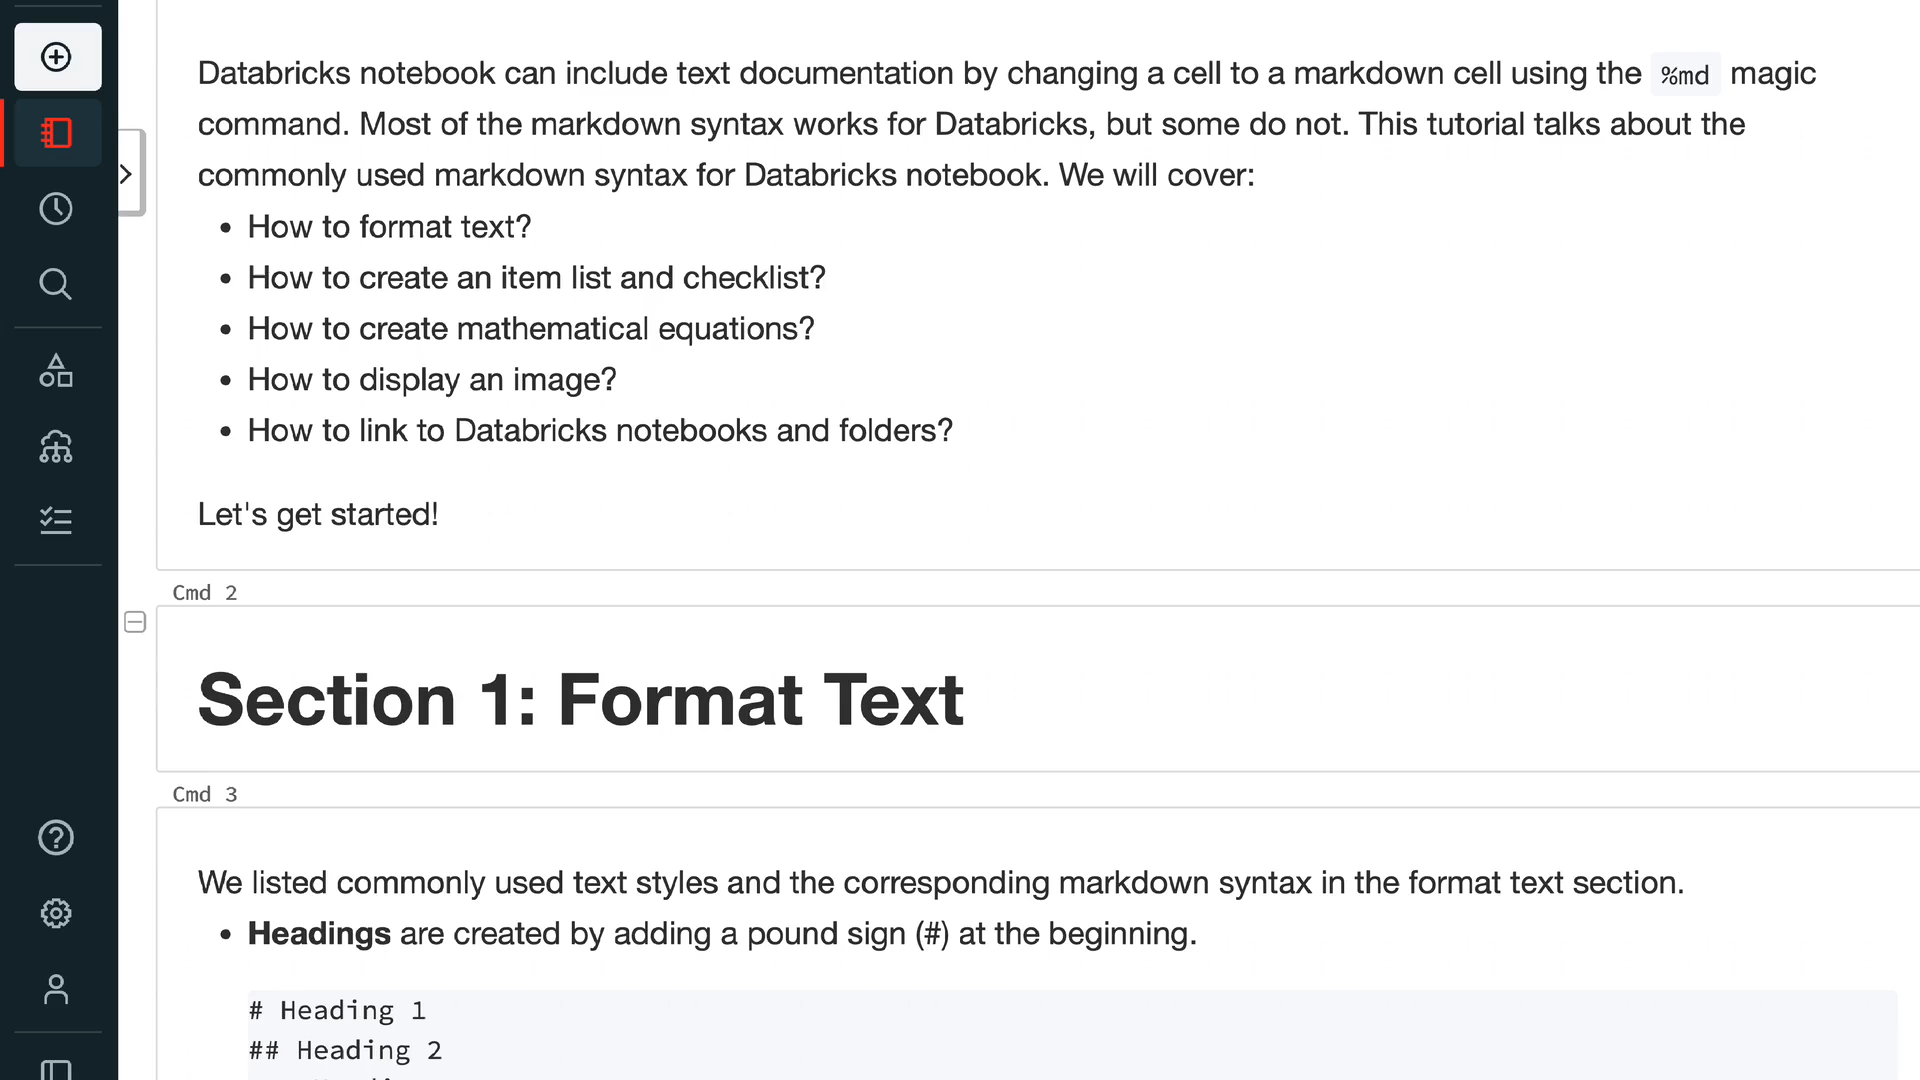 Databricks notebook can include text documentation by changing a cell to a markdown cell using the %md magic
command. Most of the markdown syntax works for Databricks, but some do not. This tutorial talks about the
commonly used markdown syntax for Databricks notebook. We will cover:
• How to format text?
• How to create an item list and checklist?
• How to create mathematical equations?
• How to display an image?
• How to link to Databricks notebooks and folders?
Let's get started!
Cmd 2
Section 1: Format Text
Cmd 3
We listed commonly used text styles and the corresponding markdown syntax in the format text section.
• Headings are created by adding a pound sign (#) at the beginning.
# Heading 1
## Heading 2